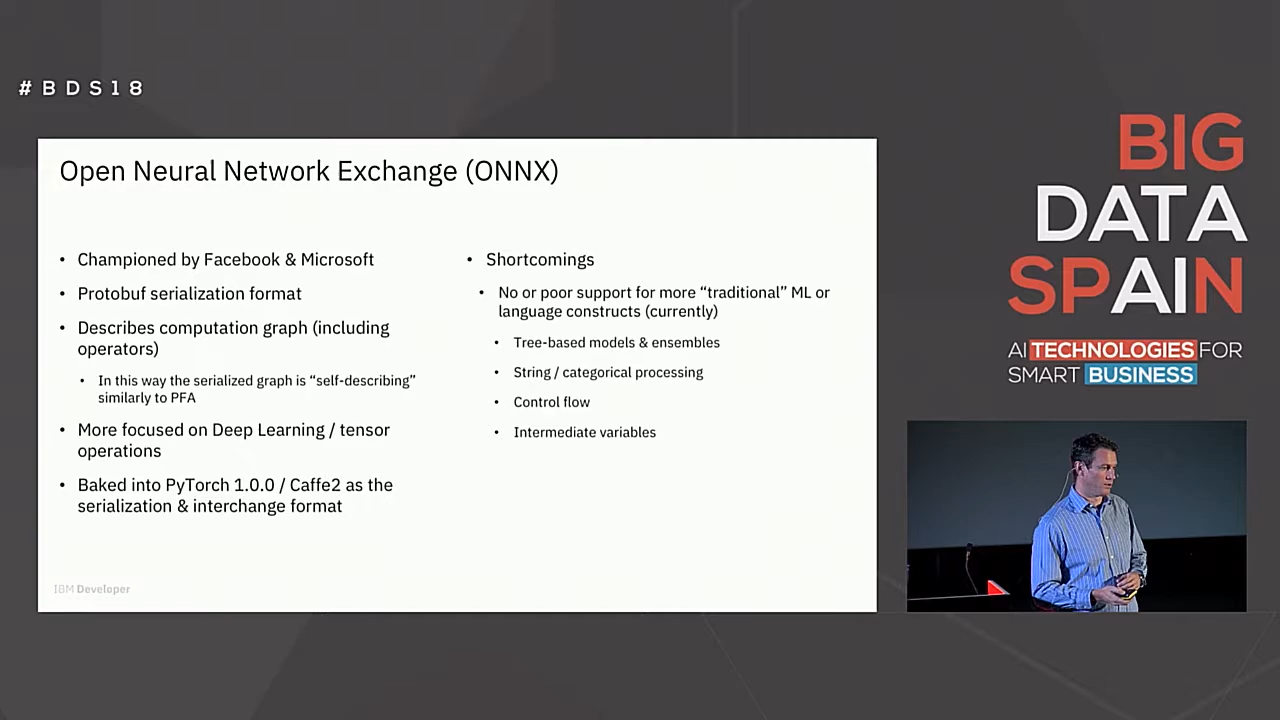 #BDS18
Open Neural Network Exchange (ONNX)
• Championed by Facebook & Microsoft
• Protobuf serialization format
• Describes computation graph (including
operators)
• In this way the serialized graph is “self-describing”
similarly to PFA
• More focused on Deep Learning / tensor
operations
• Baked into PyTorch 1.0.0 / Caffe2 as the
serialization & interchange format
• Shortcomings
• No or poor support for more “traditional” ML or
language constructs (currently)
• Tree-based models & ensembles
• String / categorical processing
• Control flow
• Intermediate variables
IBM Developer
BIG
DATA
SPAIN
AI TECHNOLOGIES FOR
SMART BUSINESS